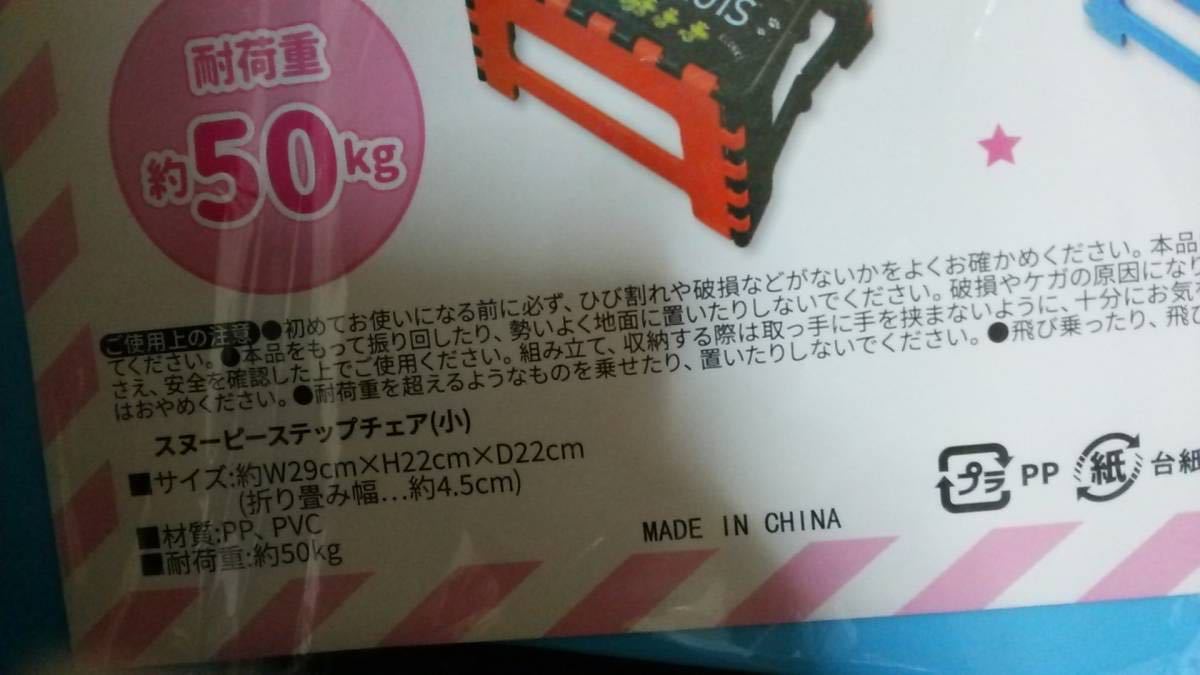 耐荷重
約50kg
SIO
ご使用上の注意 ●初めてお使いになる前に必ず、ひび割れや破損などがないかをよくお確かめください。本品
てください。●本品をもって振り回したり、勢いよく地面に置いたりしないでください。破損やケガの原因になり
さえ、安全を確認した上でご使用ください。組み立て、収納する際は取っ手に手を挟まないように、十分にお気
はおやめください。●耐荷重を超えるようなものを乗せたり、置いたりしないでください。●飛び乗ったり、飛び
スヌーピーステップチェア(小)
■サイズ:約W29cm×H22cm×D22cm
(折り畳み幅…約4.5cm)
■材質:PP、PVC
■耐荷重:約50kg
MADE IN CHINA
プラ PP 紙 台紙